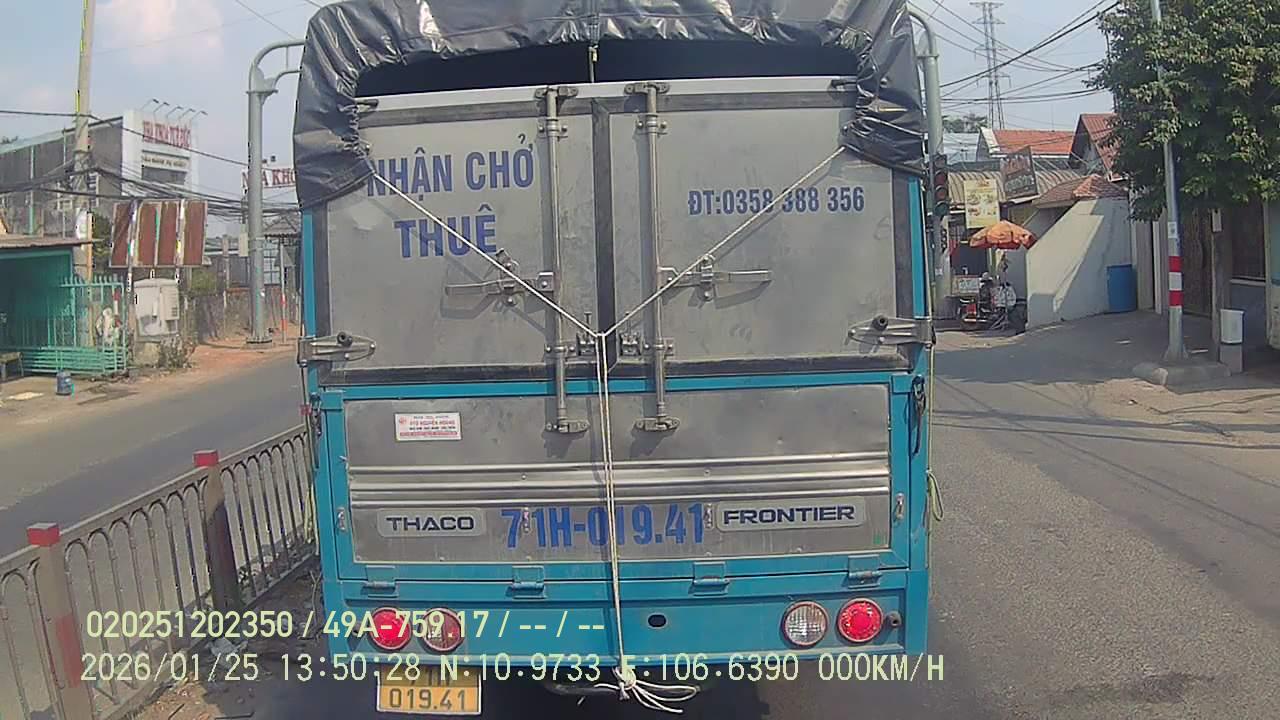 NHẬN CHỞ
THUÊ
ĐT:0358 388 356
THACO
71H-019.41
FRONTIER
020251202350 / 49A-759.17 / -- / --
2026/01/25 13:50:28 N:10.9733 E:106.6390 000KM/H
019.41